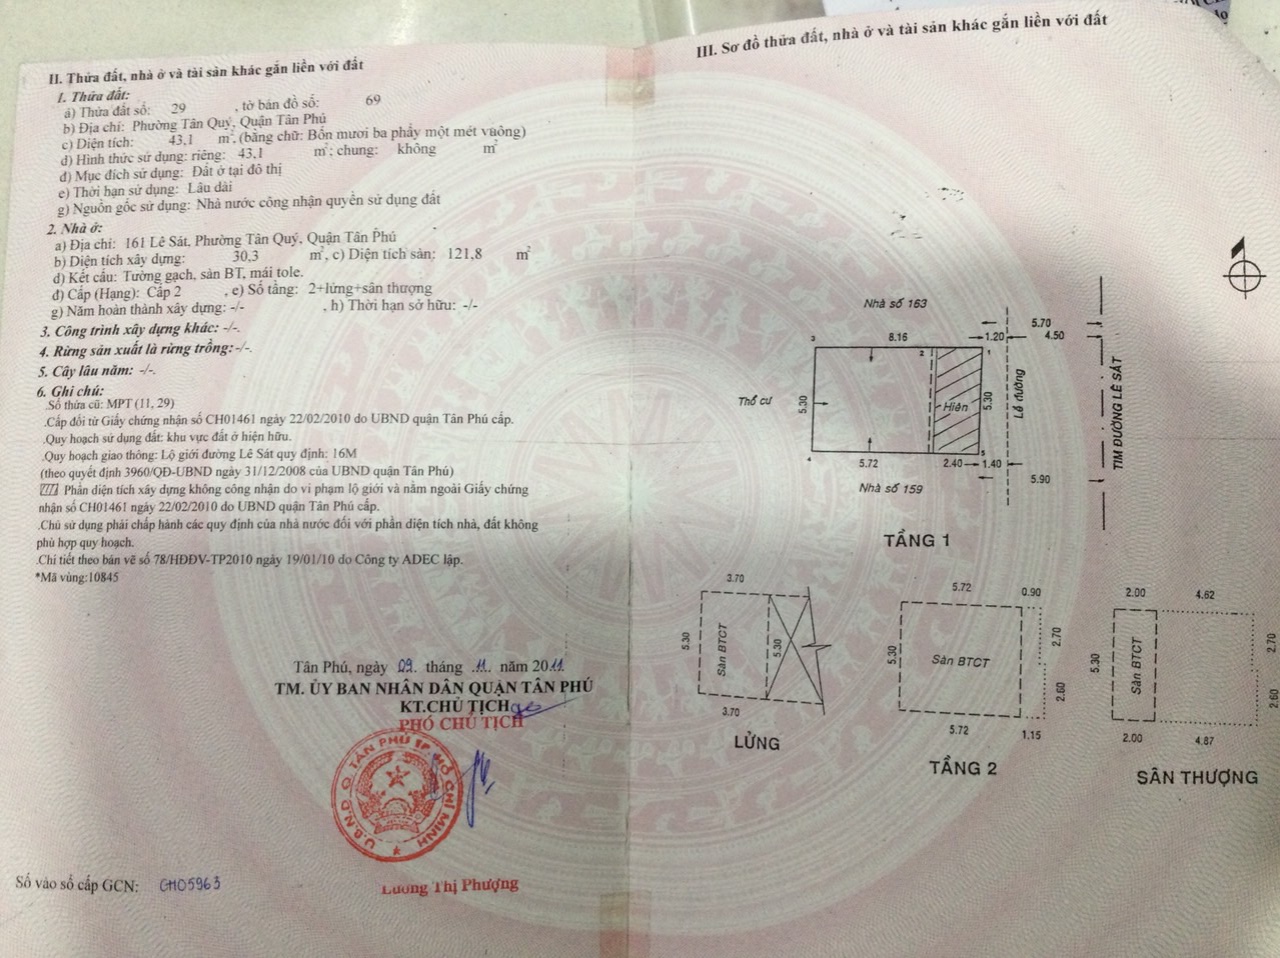 II. Thửa đất, nhà ở và tài sản khác gắn liền với đất
1. Thửa đất:
a) Thửa đất số: 29 , tờ bản đồ số: 69
b) Địa chỉ: Phường Tân Quý, Quận Tân Phú
c) Diện tích: 43,1 m², (bằng chữ: Bốn mươi ba phẩy một mét vuông)
d) Hình thức sử dụng: riêng: 43,1 m²; chung: không m²
đ) Mục đích sử dụng: Đất ở tại đô thị
e) Thời hạn sử dụng: Lâu dài
g) Nguồn gốc sử dụng: Nhà nước công nhận quyền sử dụng đất
2. Nhà ở:
a) Địa chỉ: 161 Lê Sát, Phường Tân Quý, Quận Tân Phú
b) Diện tích xây dựng: 30,3 m², c) Diện tích sàn: 121,8 m²
d) Kết cấu: Tường gạch, sàn BT, mái tole.
đ) Cấp (Hạng): Cấp 2 , e) Số tầng: 2+lửng+sân thượng
g) Năm hoàn thành xây dựng: -/- , h) Thời hạn sở hữu: -/-
3. Công trình xây dựng khác: -/-.
4. Rừng sản xuất là rừng trồng: -/-.
5. Cây lâu năm: -/-.
6. Ghi chú:
.Số thửa cũ: MPT (11, 29)
.Cấp đổi từ Giấy chứng nhận số CH01461 ngày 22/02/2010 do UBND quận Tân Phú cấp.
.Quy hoạch sử dụng đất: khu vực đất ở hiện hữu.
.Quy hoạch giao thông: Lộ giới đường Lê Sát quy định: 16M
(theo quyết định 3960/QĐ-UBND ngày 31/12/2008 của UBND quận Tân Phú)
Phần diện tích xây dựng không công nhận do vi phạm lộ giới và nằm ngoài Giấy chứng
nhận số CH01461 ngày 22/02/2010 do UBND quận Tân Phú cấp.
.Chủ sử dụng phải chấp hành các quy định của nhà nước đối với phần diện tích nhà, đất không
phù hợp quy hoạch.
.Chi tiết theo bản vẽ số 78/HĐĐV-TP2010 ngày 19/01/10 do Công ty ADEC lập.
*Mã vùng:10845
Tân Phú, ngày 09 tháng 11 năm 2011
TM. ỦY BAN NHÂN DÂN QUẬN TÂN PHÚ
KT.CHỦ TỊCH
PHÓ CHỦ TỊCH
U.B.N.D Q.TÂN PHÚ TP HỒ CHÍ MINH
Lương Thị Phượng
Số vào sổ cấp GCN: CH05963
III. Sơ đồ thửa đất, nhà ở và tài sản khác gắn liền với đất
Nhà số 163
5.70
3 8.16 2 1.20 1 4.50
Thổ cư 5.30 Hiên 5.30 Lề đường TIM ĐƯỜNG LÊ SÁT
4 5.72 2.40 1.40 5
5.90
Nhà số 159
TẦNG 1
3.70
5.30 Sàn BTCT 5.30
3.70
LỬNG
5.72 0.90
5.30 Sàn BTCT 2.70
2.60
5.72 1.15
TẦNG 2
2.00 4.62
5.30 Sàn BTCT 2.70
2.60
2.00 4.87
SÂN THƯỢNG